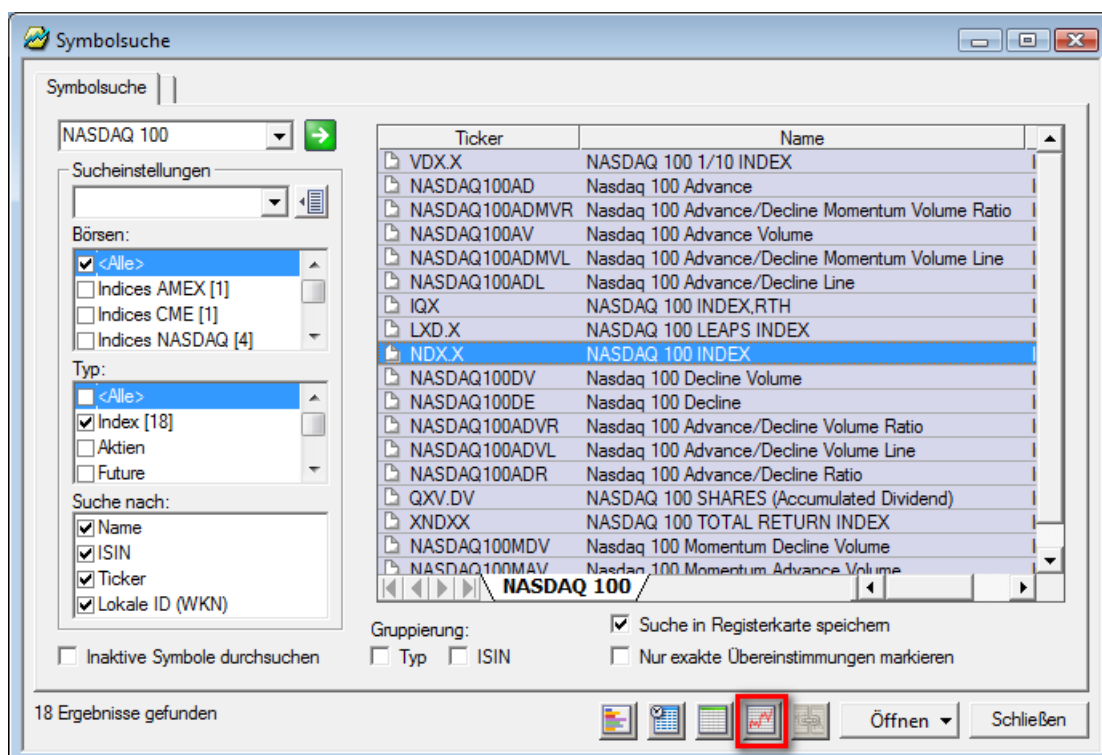 Symbolsuche
Symbolsuche
NASDAQ 100
Sucheinstellungen
Börsen:
<Alle>
Indices AMEX [1]
Indices CME [1]
Indices NASDAQ [4]
Typ:
<Alle>
Index [18]
Aktien
Future
Suche nach:
Name
ISIN
Ticker
Lokale ID (WKN)
Inaktive Symbole durchsuchen
Ticker Name
VDX.X NASDAQ 100 1/10 INDEX
NASDAQ100AD Nasdaq 100 Advance
NASDAQ100ADMVR Nasdaq 100 Advance/Decline Momentum Volume Ratio
NASDAQ100AV Nasdaq 100 Advance Volume
NASDAQ100ADMVL Nasdaq 100 Advance/Decline Momentum Volume Line
NASDAQ100ADL Nasdaq 100 Advance/Decline Line
IQX NASDAQ 100 INDEX,RTH
LXD.X NASDAQ 100 LEAPS INDEX
NDX.X NASDAQ 100 INDEX
NASDAQ100DV Nasdaq 100 Decline Volume
NASDAQ100DE Nasdaq 100 Decline
NASDAQ100ADVR Nasdaq 100 Advance/Decline Volume Ratio
NASDAQ100ADVL Nasdaq 100 Advance/Decline Volume Line
NASDAQ100ADR Nasdaq 100 Advance/Decline Ratio
QXV.DV NASDAQ 100 SHARES (Accumulated Dividend)
XNDXX NASDAQ 100 TOTAL RETURN INDEX
NASDAQ100MDV Nasdaq 100 Momentum Decline Volume
NASDAQ100MAV Nasdaq 100 Momentum Advance Volume
NASDAQ 100
Gruppierung:
Typ ISIN
Suche in Registerkarte speichern
Nur exakte Übereinstimmungen markieren
18 Ergebnisse gefunden
Öffnen
Schließen